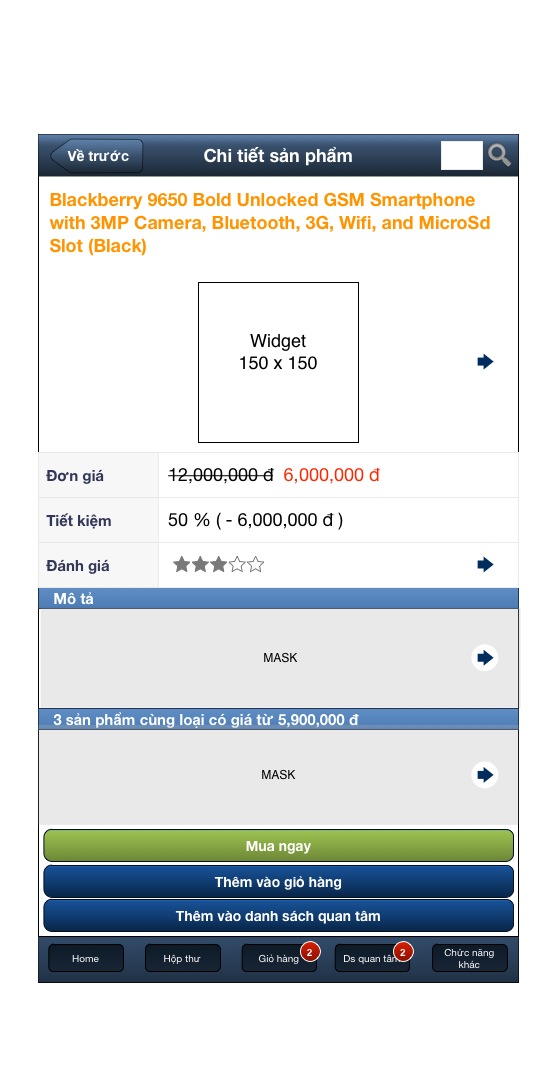 Về trước
Chi tiết sản phẩm
Blackberry 9650 Bold Unlocked GSM Smartphone
with 3MP Camera, Bluetooth, 3G, Wifi, and MicroSd
Slot (Black)
Widget
150 x 150
Đơn giá 12,000,000 đ 6,000,000 đ
Tiết kiệm 50 % ( - 6,000,000 đ )
Đánh giá
Mô tả
MASK
3 sản phẩm cùng loại có giá từ 5,900,000 đ
MASK
Mua ngay
Thêm vào giỏ hàng
Thêm vào danh sách quan tâm
Home
Hộp thư
Giỏ hàng 2
Ds quan tâm 2
Chức năng
khác